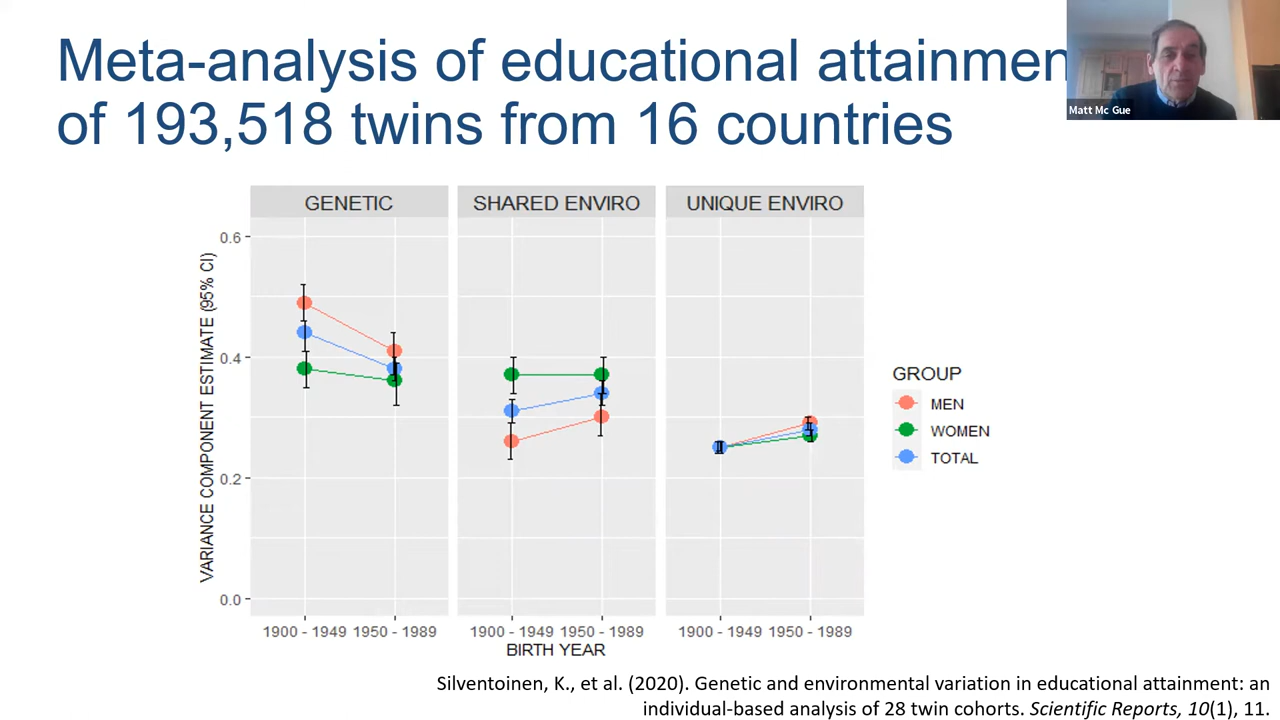 Meta-analysis of educational attainmen
of 193,518 twins from 16 countries
Matt Mc Gue
GENETIC
SHARED ENVIRO
UNIQUE ENVIRO
VARIANCE COMPONENT ESTIMATE (95% CI)
0.6
0.4
0.2
0.0
1900 - 1949 1950 - 1989
1900 - 1949 1950 - 1989
1900 - 1949 1950 - 1989
BIRTH YEAR
GROUP
MEN
WOMEN
TOTAL
Silventoinen, K., et al. (2020). Genetic and environmental variation in educational attainment: an
individual-based analysis of 28 twin cohorts. Scientific Reports, 10(1), 11.